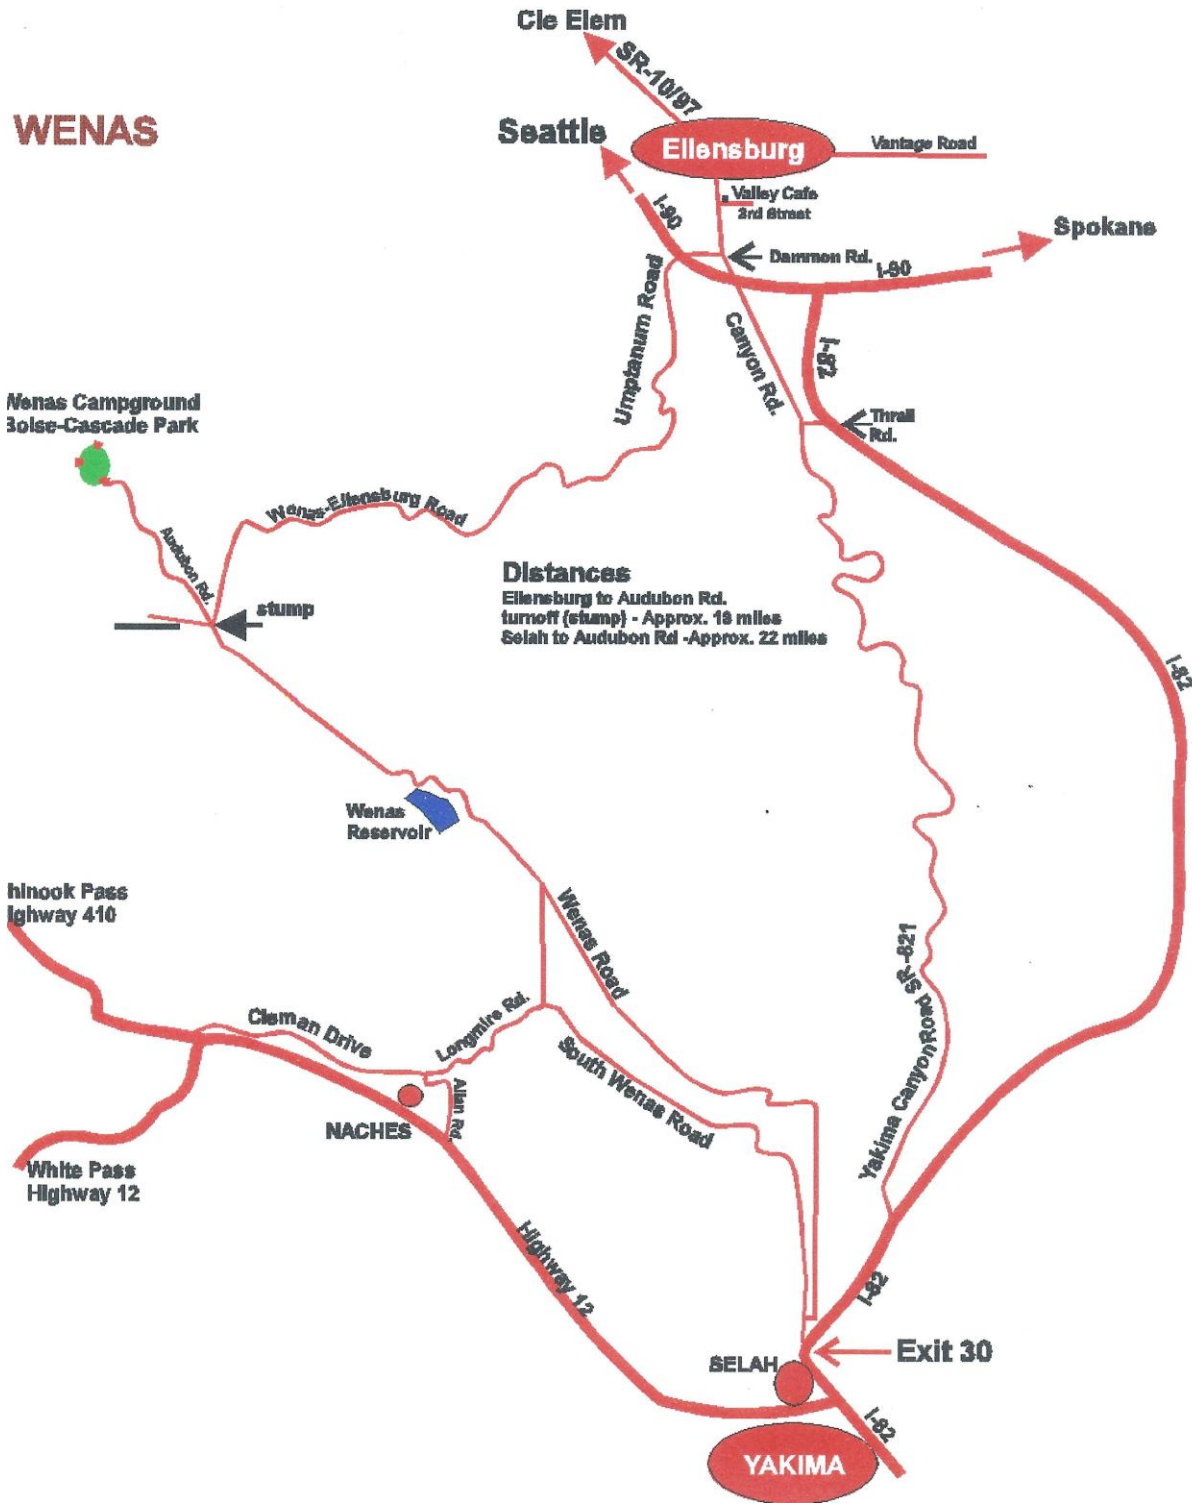 Cle Elem
SR-10/97
WENAS
Seattle
Ellensburg
Vantage Road
Valley Cafe
3rd Street
I-90
Spokane
Dammon Rd.
I-90
Umptanum Road
Canyon Rd.
I-82
Thrall
Rd.
Wenas Campground
Boise-Cascade Park
Wenas-Ellensburg Road
Audubon Rd.
stump
Distances
Ellensburg to Audubon Rd.
turnoff (stump) - Approx. 18 miles
Selah to Audubon Rd -Approx. 22 miles
I-82
Wenas
Reservoir
hinook Pass
ighway 410
Wenas Road
Yakima Canyon Road SR-821
Cleman Drive
Longmire Rd.
South Wenas Road
Allan Rd.
NACHES
White Pass
Highway 12
Highway 12
I-82
Exit 30
SELAH
I-82
YAKIMA